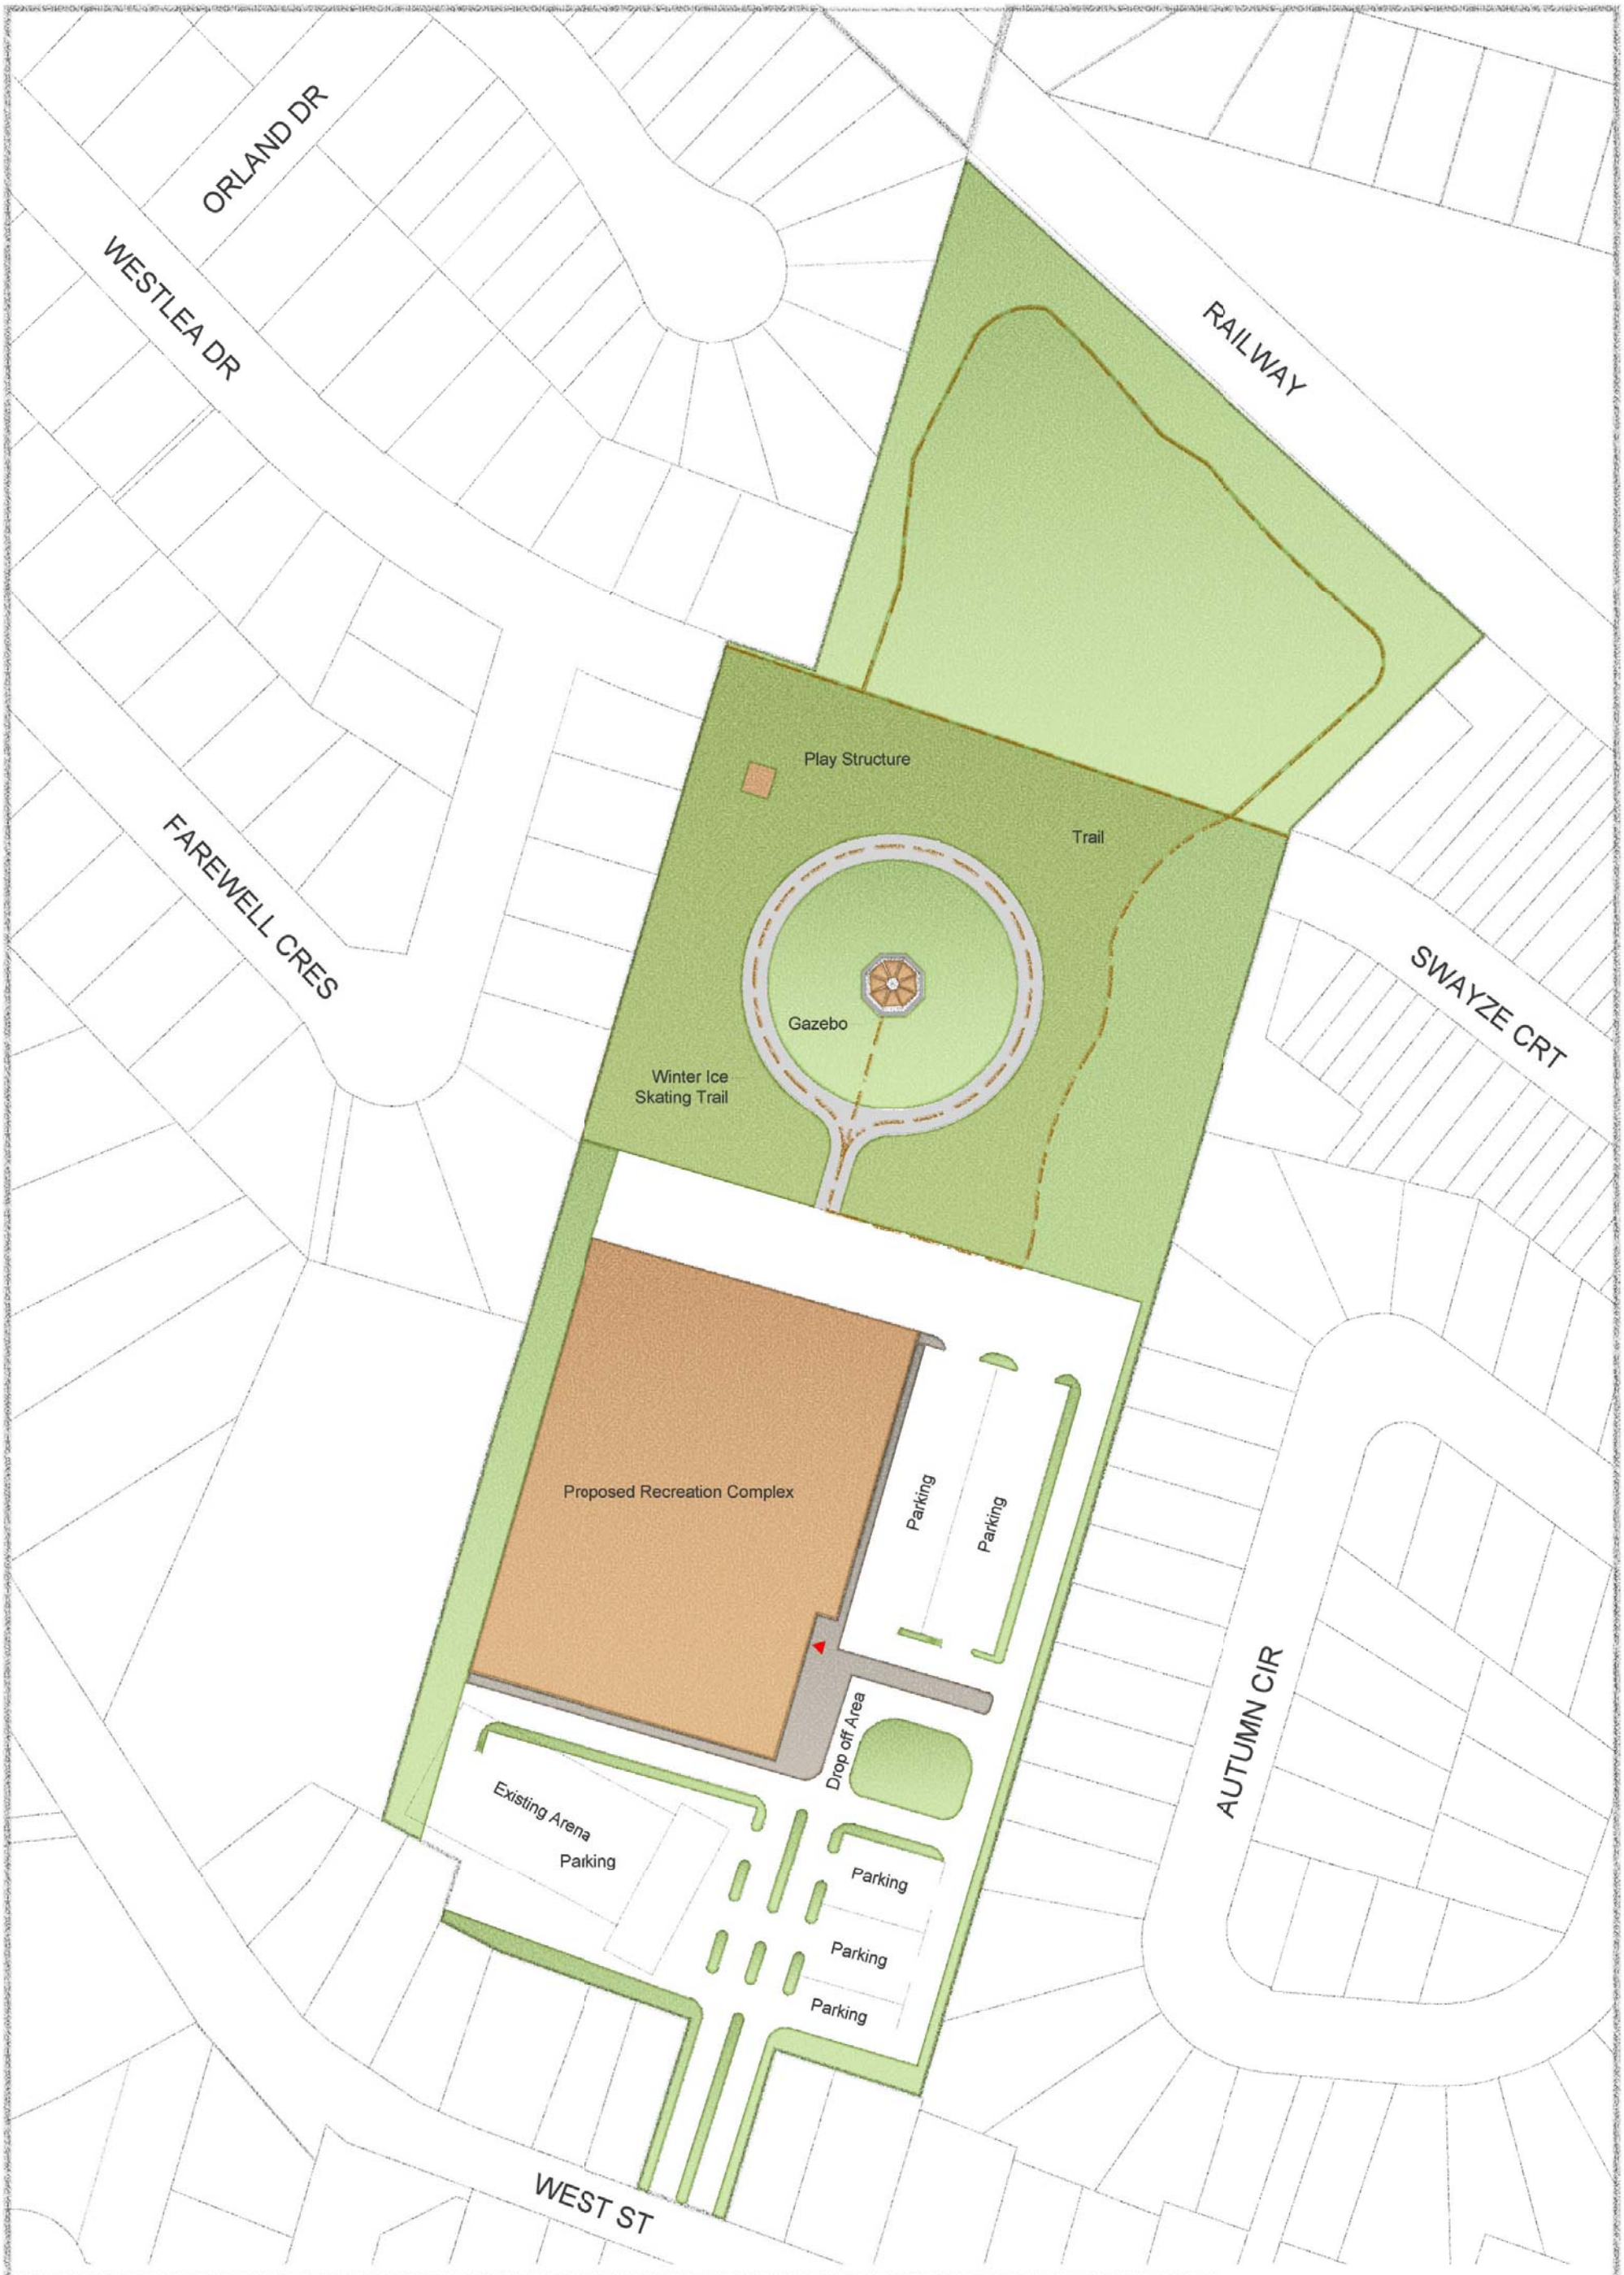 ORLAND DR
WESTLEA DR
RAILWAY
Play Structure
Trail
FAREWELL CRES
SWAYZE CRT
Gazebo
Winter Ice
Skating Trail
Proposed Recreation Complex
Parking
Parking
Drop off Area
AUTUMN CIR
Existing Arena
Parking
Parking
Parking
Parking
WEST ST